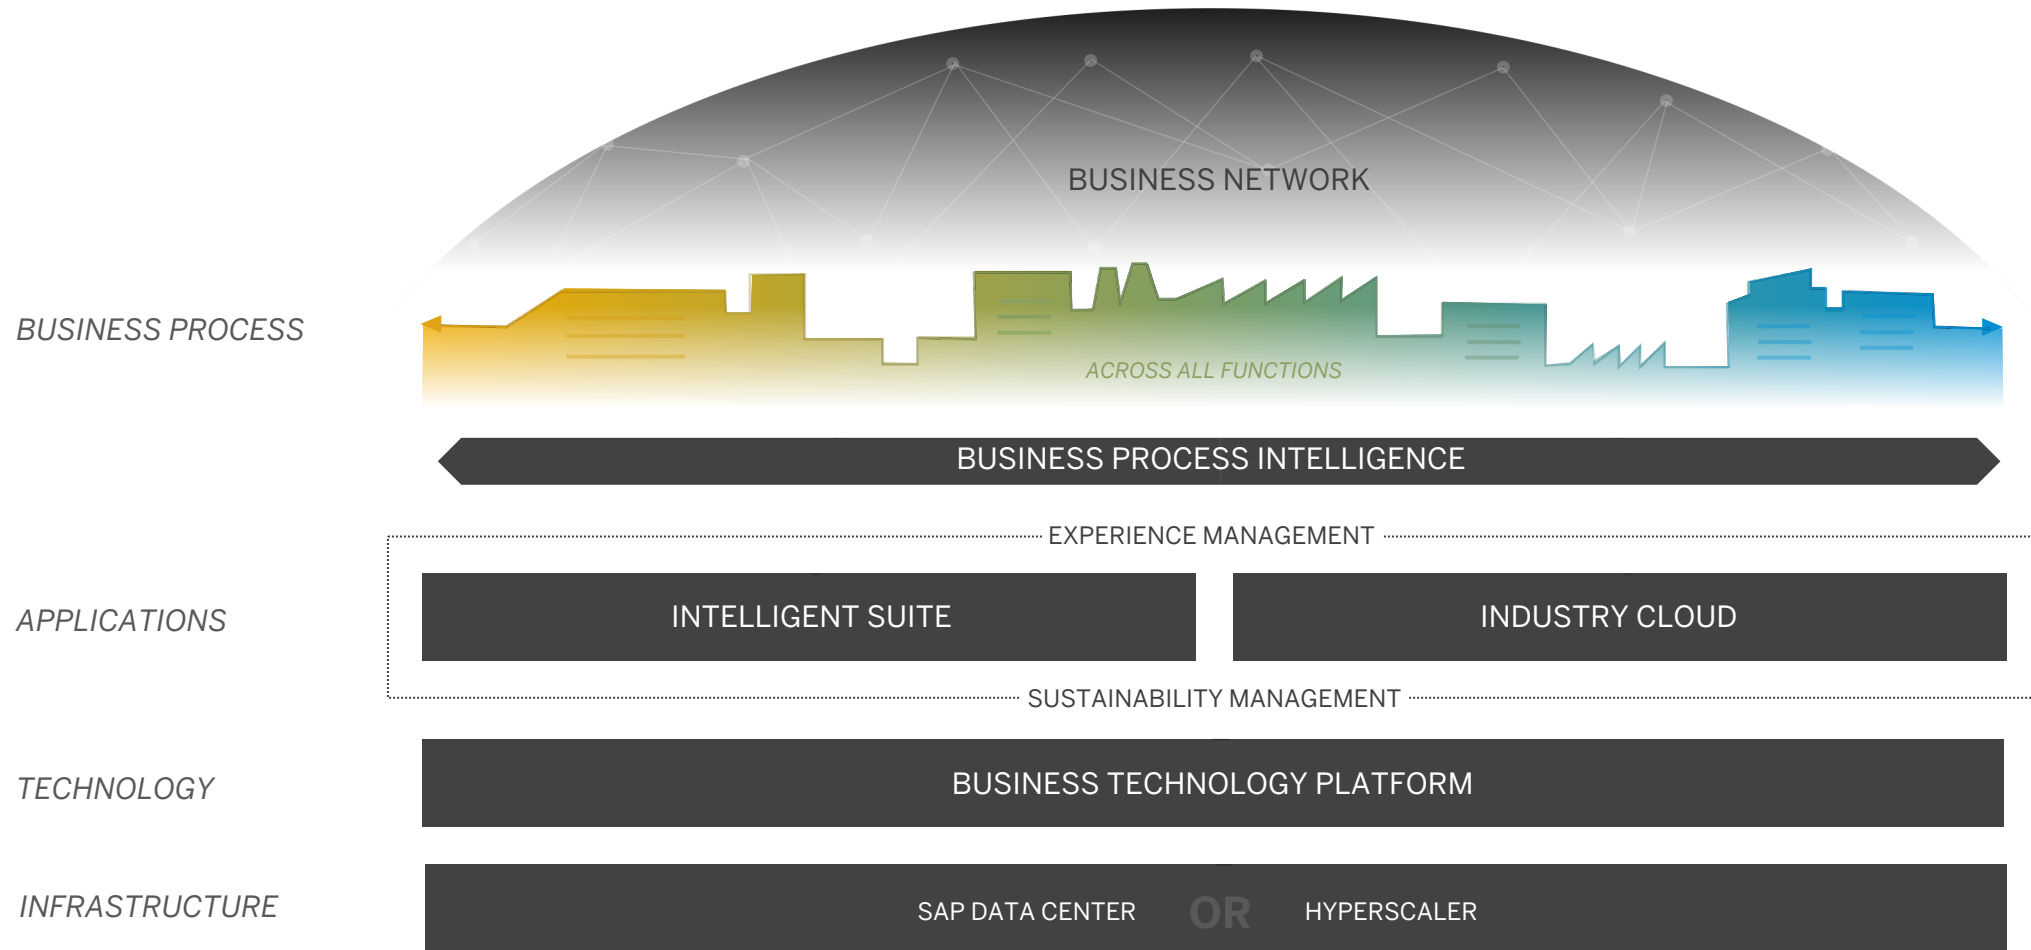 BUSINESS NETWORK
BUSINESS PROCESS
ACROSS ALL FUNCTIONS
BUSINESS PROCESS INTELLIGENCE
EXPERIENCE MANAGEMENT
APPLICATIONS
INTELLIGENT SUITE
INDUSTRY CLOUD
SUSTAINABILITY MANAGEMENT
TECHNOLOGY
BUSINESS TECHNOLOGY PLATFORM
INFRASTRUCTURE
SAP DATA CENTER OR HYPERSCALER